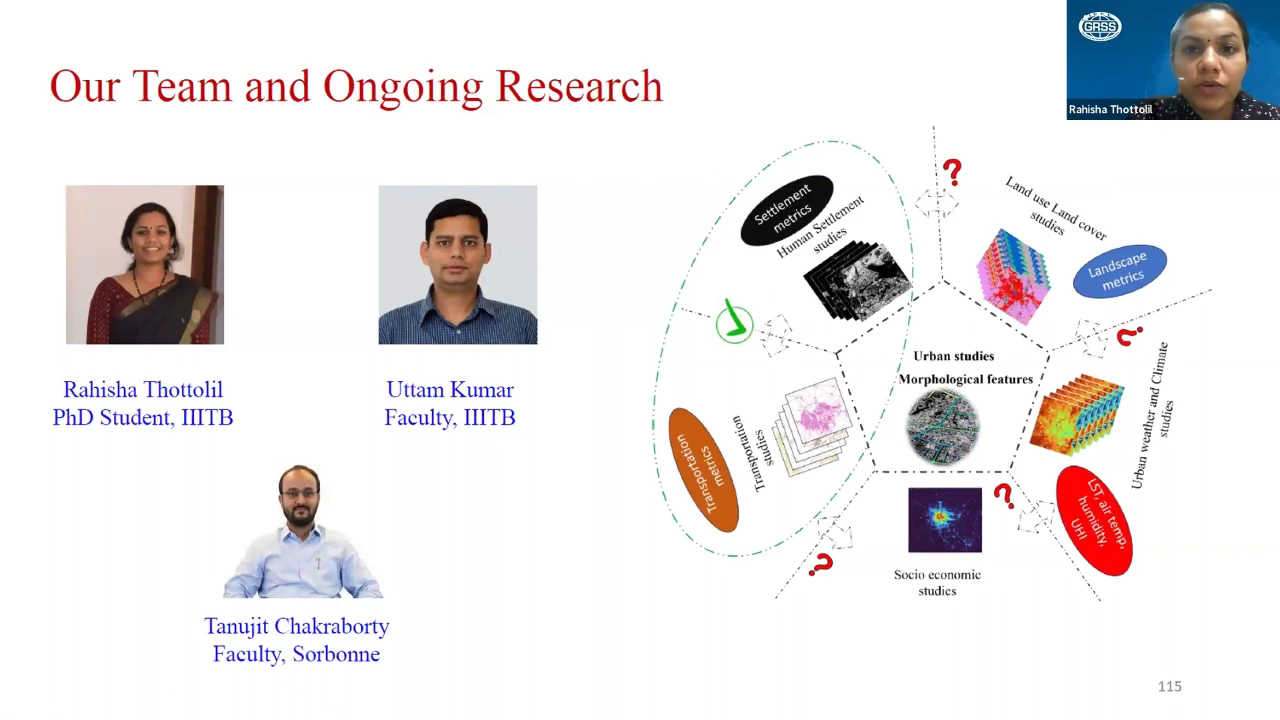 GRSS
Rahisha Thottolil
Our Team and Ongoing Research
Rahisha Thottolil
PhD Student, IIITB
Uttam Kumar
Faculty, IIITB
Tanujit Chakraborty
Faculty, Sorbonne
Settlement
metrics
Human Settlement
studies
?
Land use Land cover
studies
Landscape
metrics
?
Urban studies
Morphological features
Urban weather and Climate
studies
LST, air temp,
humidity,
UHI
?
Transportation
metrics
Transportation
studies
?
Socio economic
studies
115